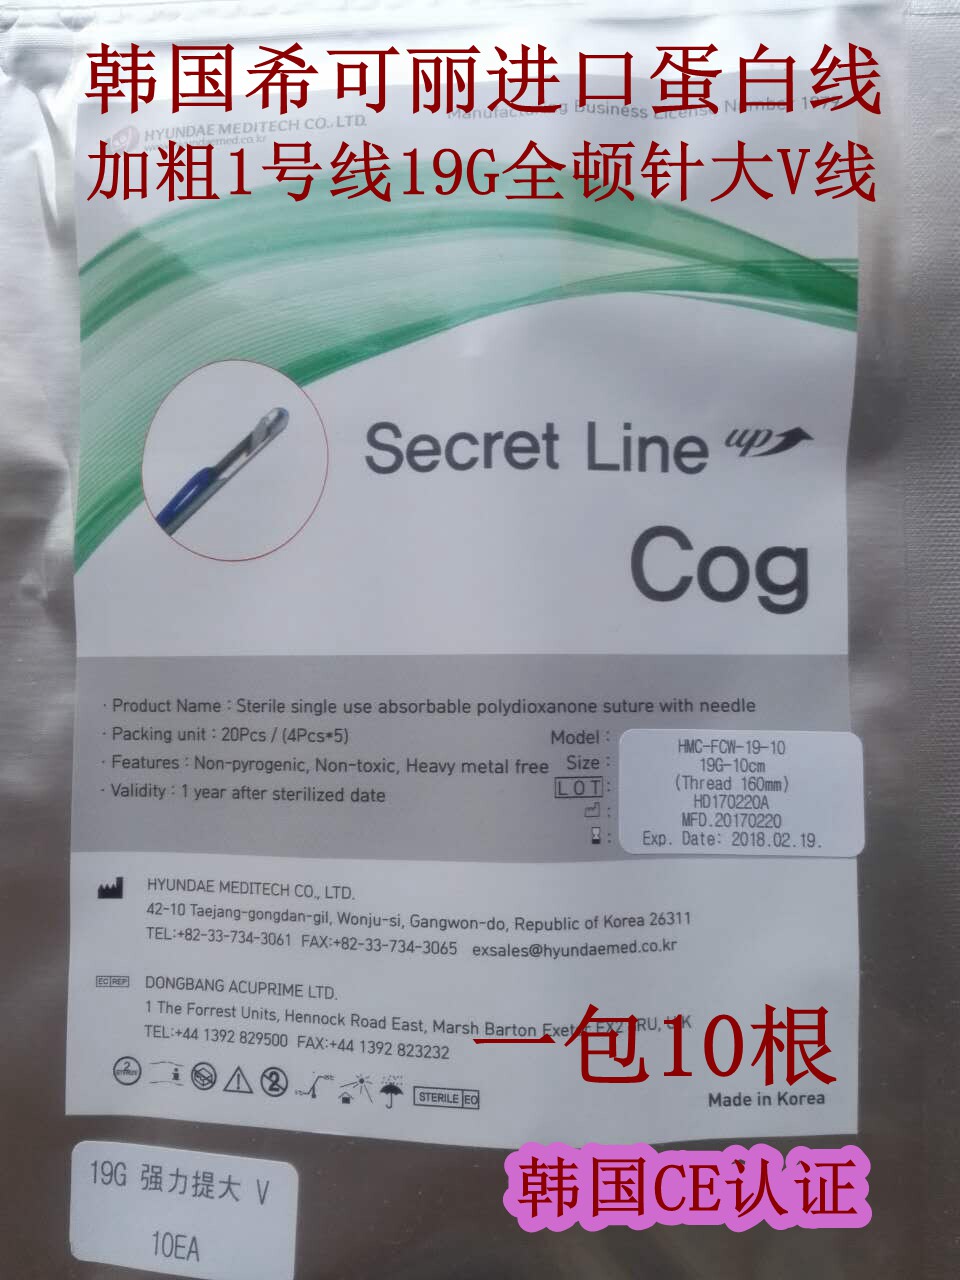 韩国希可丽进口蛋白线
Manufacturing Business License Number 1979
HYUNDAE MEDITECH CO., LTD.
加粗1号线19G全顿针大V线
Secret Line up
Cog
· Product Name : Sterile single use absorbable polydioxanone suture with needle
· Packing unit : 20Pcs / (4Pcs*5)
· Features : Non-pyrogenic, Non-toxic, Heavy metal free
· Validity : 1 year after sterilized date
Model : HMC-FCW-19-10
Size : 19G-10cm
(Thread 160mm)
LOT : HD170220A
: MFD.20170220
: Exp. Date: 2018.02.19.
HYUNDAE MEDITECH CO., LTD.
42-10 Taejang-gongdan-gil, Wonju-si, Gangwon-do, Republic of Korea 26311
TEL:+82-33-734-3061 FAX:+82-33-734-3065 exsales@hyundaemed.co.kr
EC REP DONGBANG ACUPRIME LTD.
1 The Forrest Units, Hennock Road East, Marsh Barton Exeter
TEL:+44 1392 829500 FAX:+44 1392 823232
一包10根
STERILE EO
Made in Korea
19G 强力提大 V
10EA
韩国CE认证